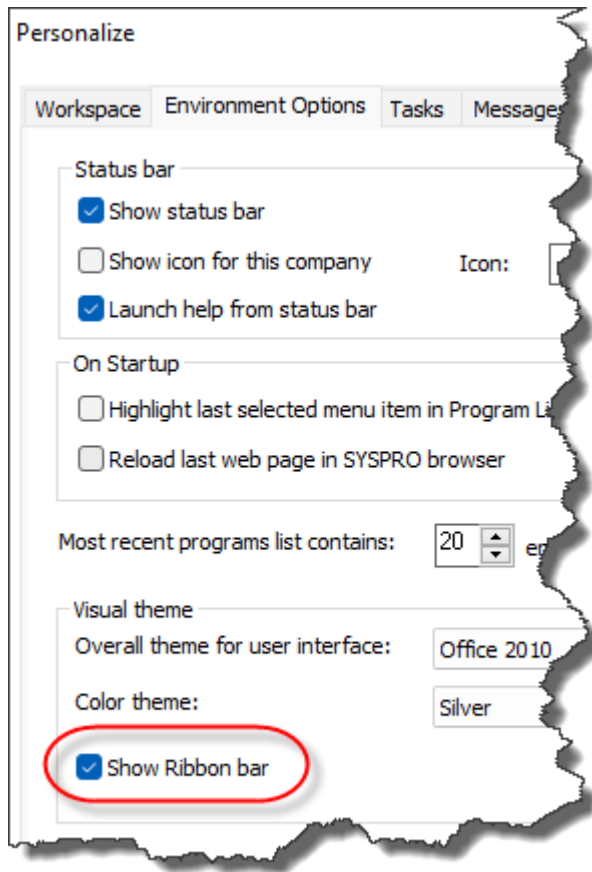 Personalize
Workspace Environment Options Tasks
Status bar
Show status bar
Show icon for this company Icon:
Launch help from status bar
On Startup
Highlight last selected menu item in Program
Reload last web page in SYSPRO browser
Most recent programs list contains: 20
Visual theme
Overall theme for user interface: Office 2010
Color theme: Silver
Show Ribbon bar